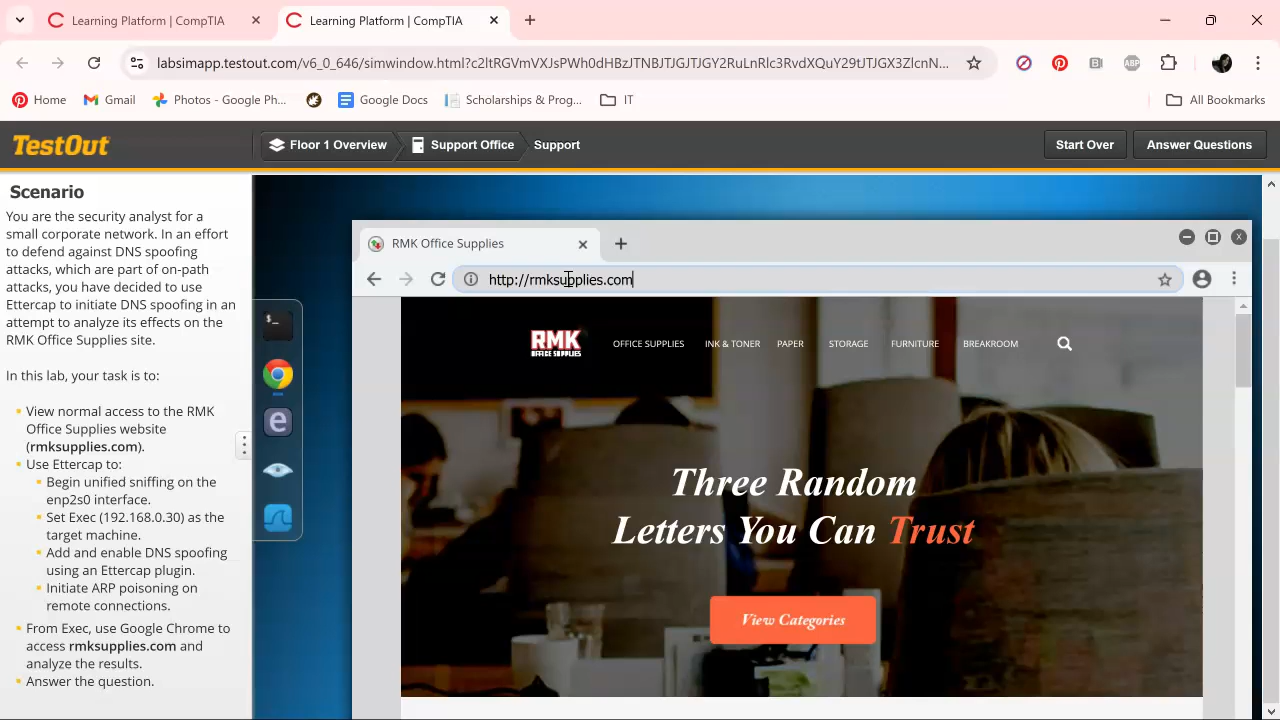 Learning Platform | CompTIA
Learning Platform | CompTIA
labsimapp.testout.com/v6_0_646/simwindow.html?c2ltRGVmVXJsPWh0dHBzJTNBJTJGJTJGY2RuLnRlc3RvdXQuY29tJTJGX3ZlcnN...
ABP
Home
Gmail
Photos - Google Ph...
Google Docs
Scholarships & Prog...
IT
All Bookmarks
TestOut
Floor 1 Overview
Support Office
Support
Start Over
Answer Questions
Scenario
You are the security analyst for a
small corporate network. In an effort
to defend against DNS spoofing
attacks, which are part of on-path
attacks, you have decided to use
Ettercap to initiate DNS spoofing in an
attempt to analyze its effects on the
RMK Office Supplies site.
In this lab, your task is to:
View normal access to the RMK
Office Supplies website
(rmksupplies.com).
Use Ettercap to:
Begin unified sniffing on the
enp2s0 interface.
Set Exec (192.168.0.30) as the
target machine.
Add and enable DNS spoofing
using an Ettercap plugin.
Initiate ARP poisoning on
remote connections.
From Exec, use Google Chrome to
access rmksupplies.com and
analyze the results.
Answer the question.
RMK Office Supplies
http://rmksupplies.com
RMK
OFFICE SUPPLIES
OFFICE SUPPLIES
INK & TONER
PAPER
STORAGE
FURNITURE
BREAKROOM
Three Random
Letters You Can Trust
View Categories